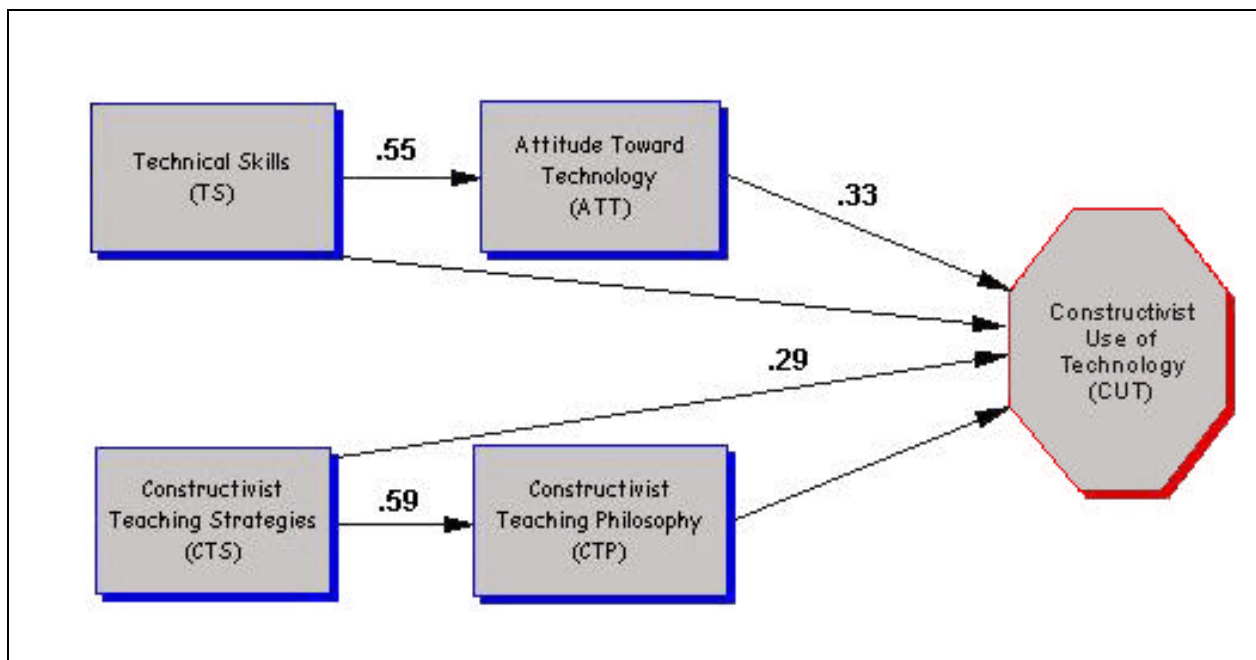 Technical Skills
(TS)
.55
Attitude Toward
Technology
(ATT)
.33
Constructivist
Use of
Technology
(CUT)
.29
Constructivist
Teaching Strategies
(CTS)
.59
Constructivist
Teaching Philosophy
(CTP)